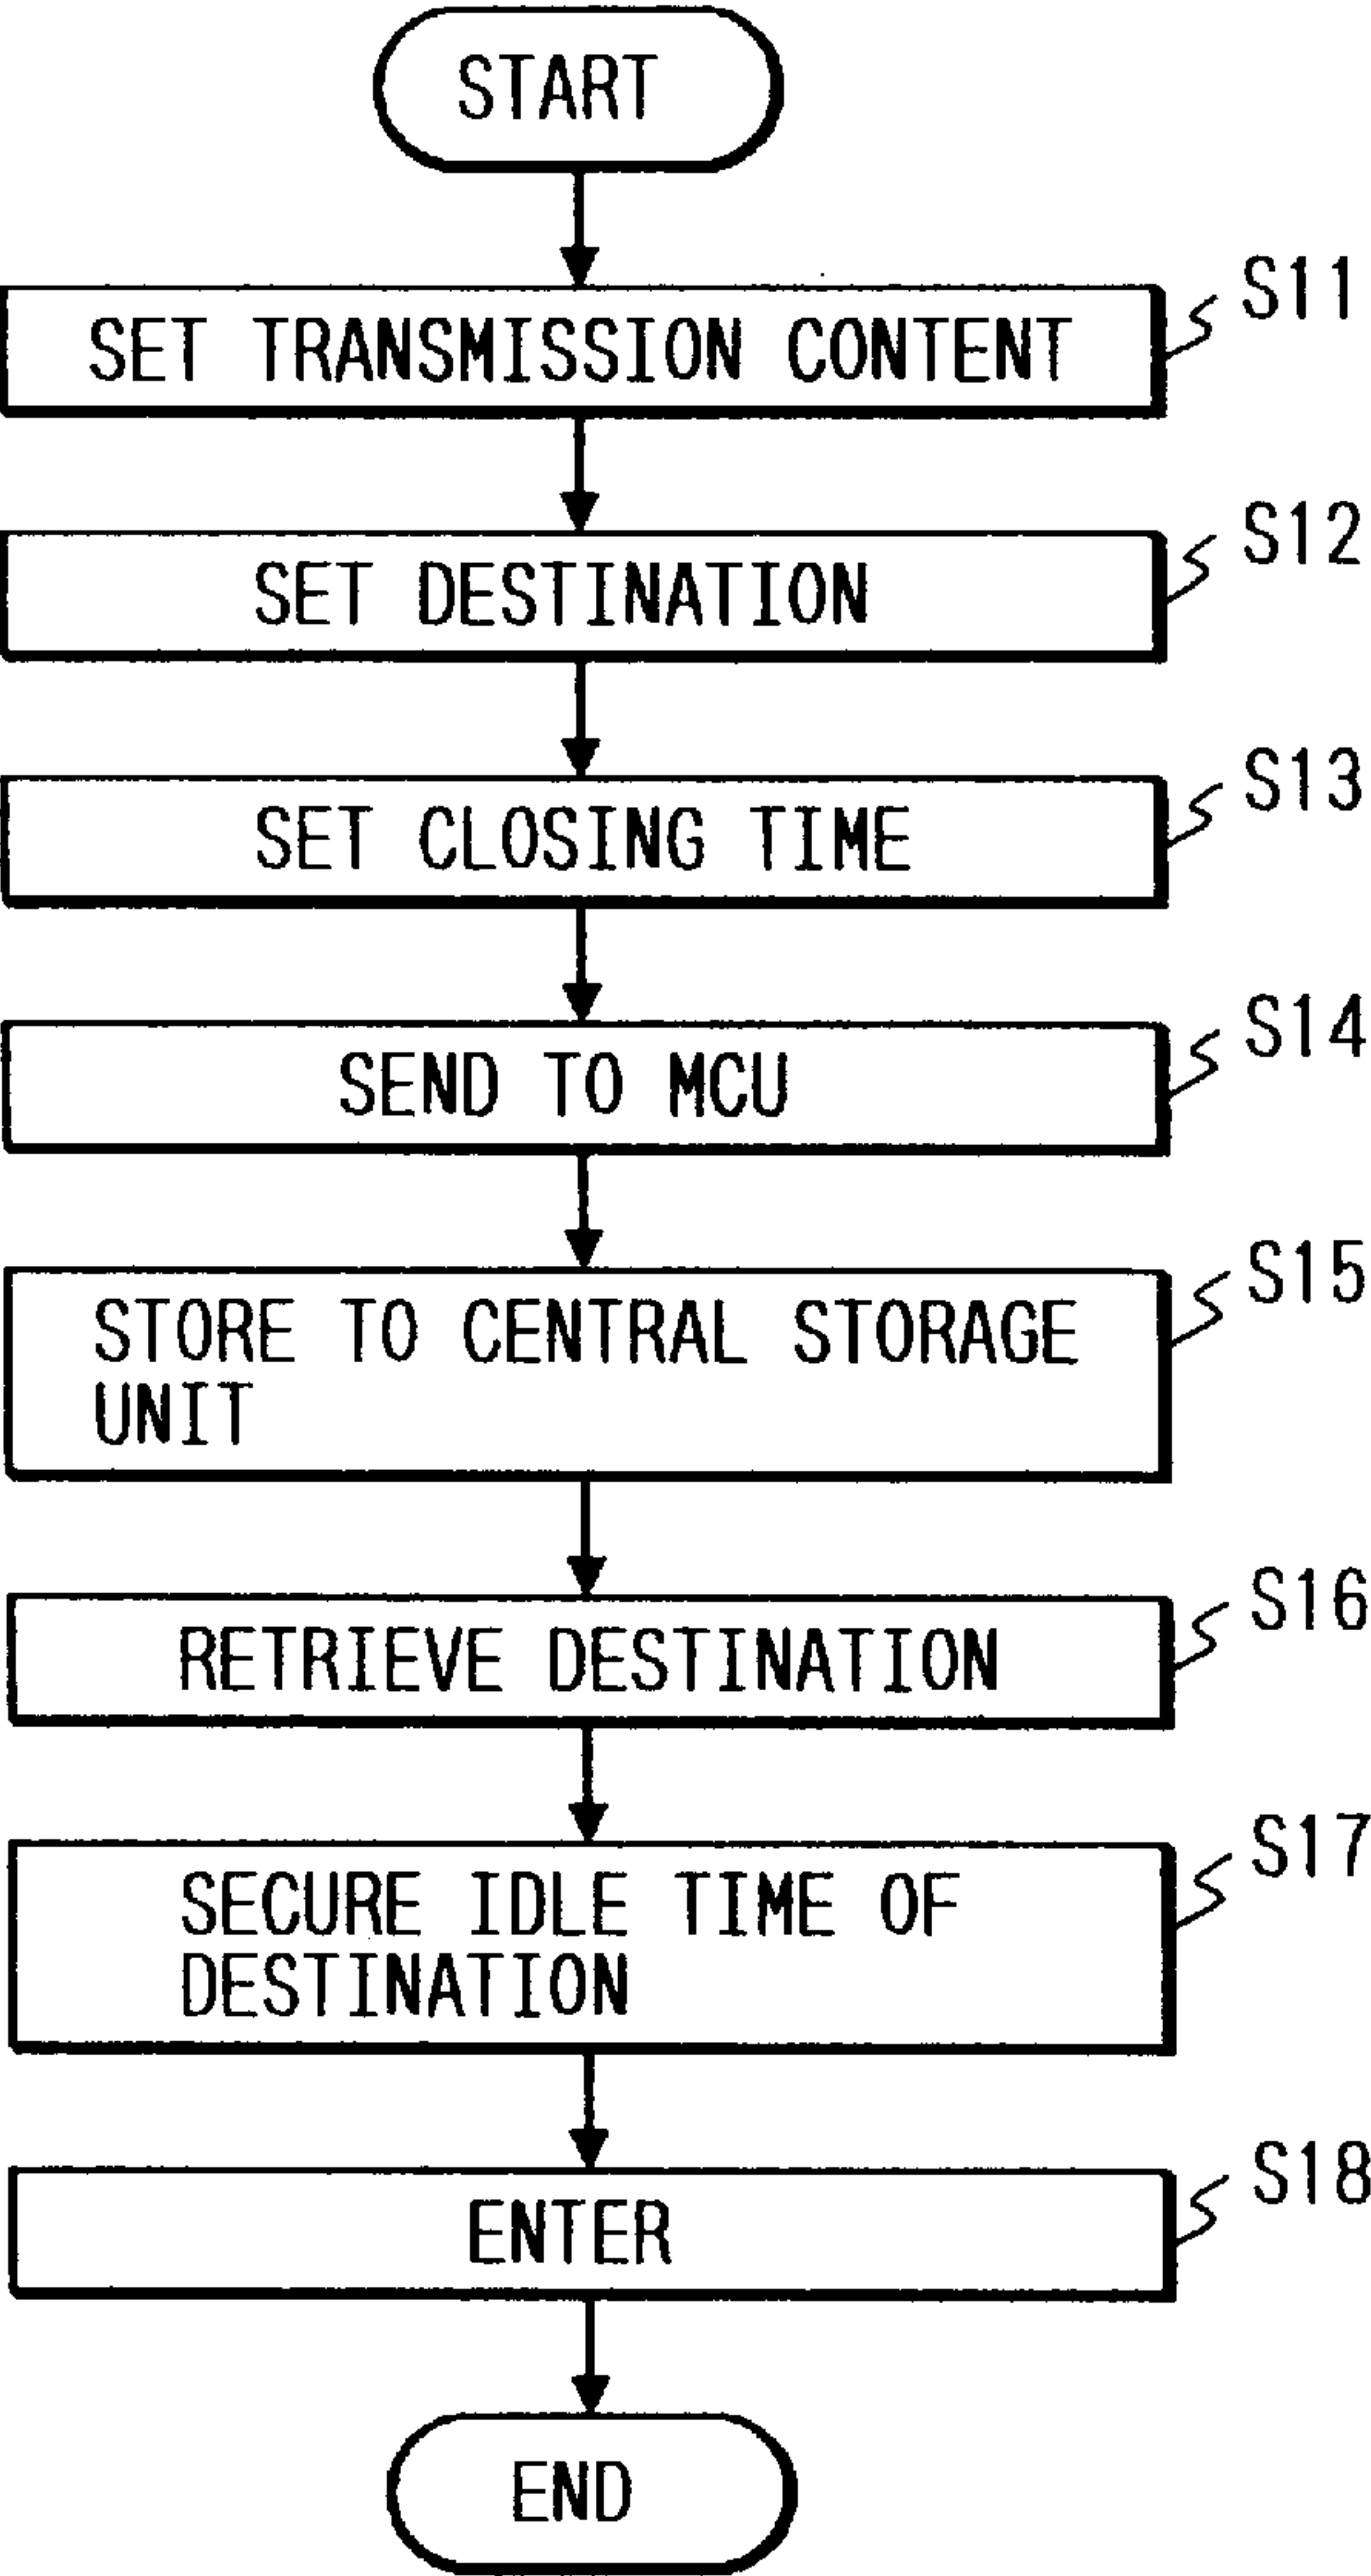 START
SET TRANSMISSION CONTENT
S11
SET DESTINATION
S12
SET CLOSING TIME
S13
SEND TO MCU
S14
STORE TO CENTRAL STORAGE
UNIT
S15
RETRIEVE DESTINATION
S16
SECURE IDLE TIME OF
DESTINATION
S17
ENTER
S18
END